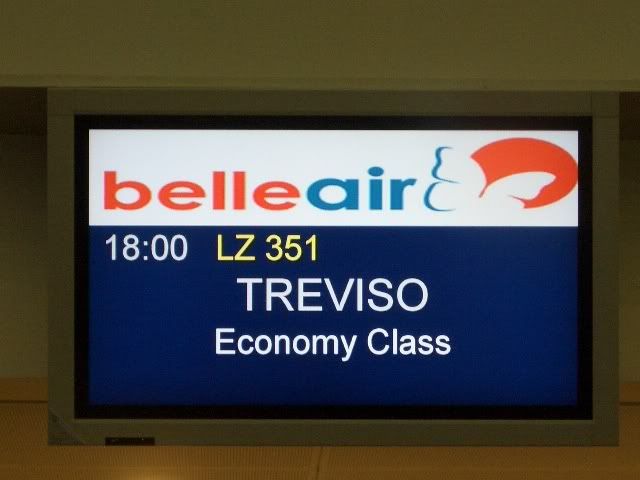 belleair
18:00 LZ 351
TREVISO
Economy Class